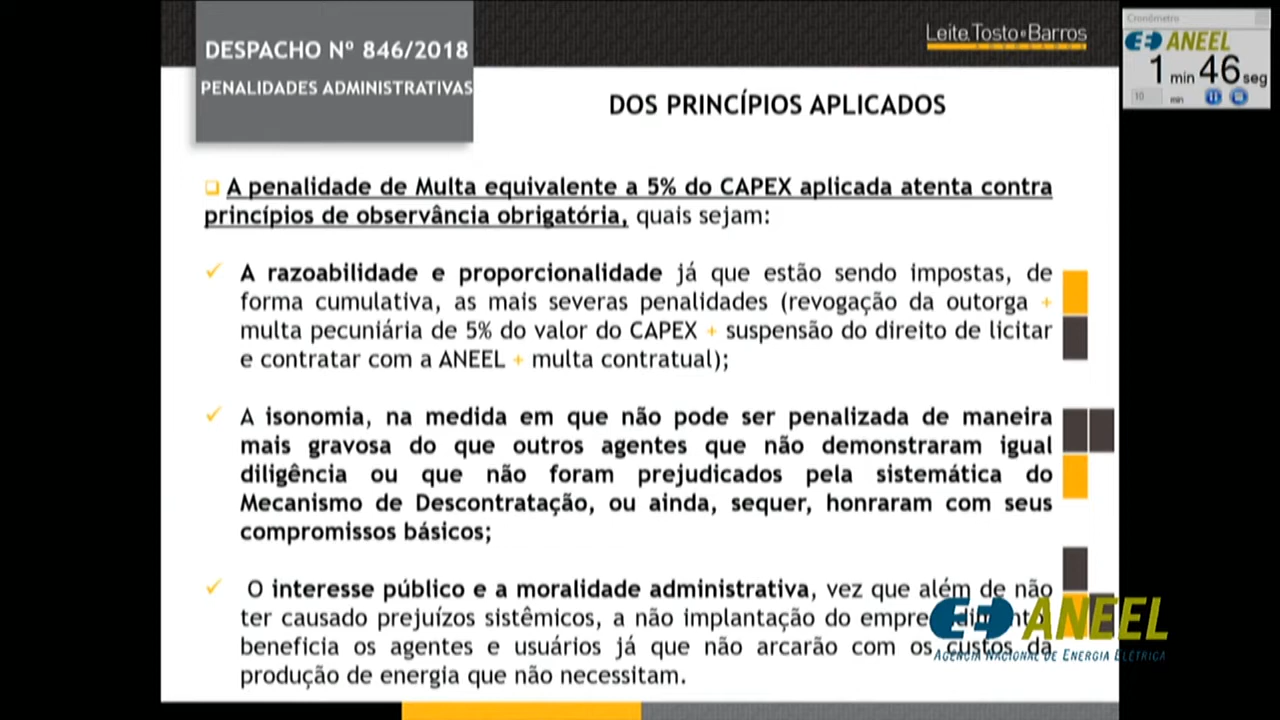 DESPACHO Nº 846/2018
PENALIDADES ADMINISTRATIVAS
Leite, Tosto e Barros
ADVOGADOS
Cronômetro
ANEEL
1 min 46 seg
10 min
DOS PRINCÍPIOS APLICADOS
A penalidade de Multa equivalente a 5% do CAPEX aplicada atenta contra
princípios de observância obrigatória, quais sejam:
A razoabilidade e proporcionalidade já que estão sendo impostas, de
forma cumulativa, as mais severas penalidades (revogação da outorga +
multa pecuniária de 5% do valor do CAPEX + suspensão do direito de licitar
e contratar com a ANEEL + multa contratual);
A isonomia, na medida em que não pode ser penalizada de maneira
mais gravosa do que outros agentes que não demonstraram igual
diligência ou que não foram prejudicados pela sistemática do
Mecanismo de Descontratação, ou ainda, sequer, honraram com seus
compromissos básicos;
O interesse público e a moralidade administrativa, vez que além de não
ter causado prejuízos sistêmicos, a não implantação do
beneficia os agentes e usuários já que não arcarão com os custos da
produção de energia que não necessitam.
ANEEL
AGÊNCIA NACIONAL DE ENERGIA ELÉTRICA